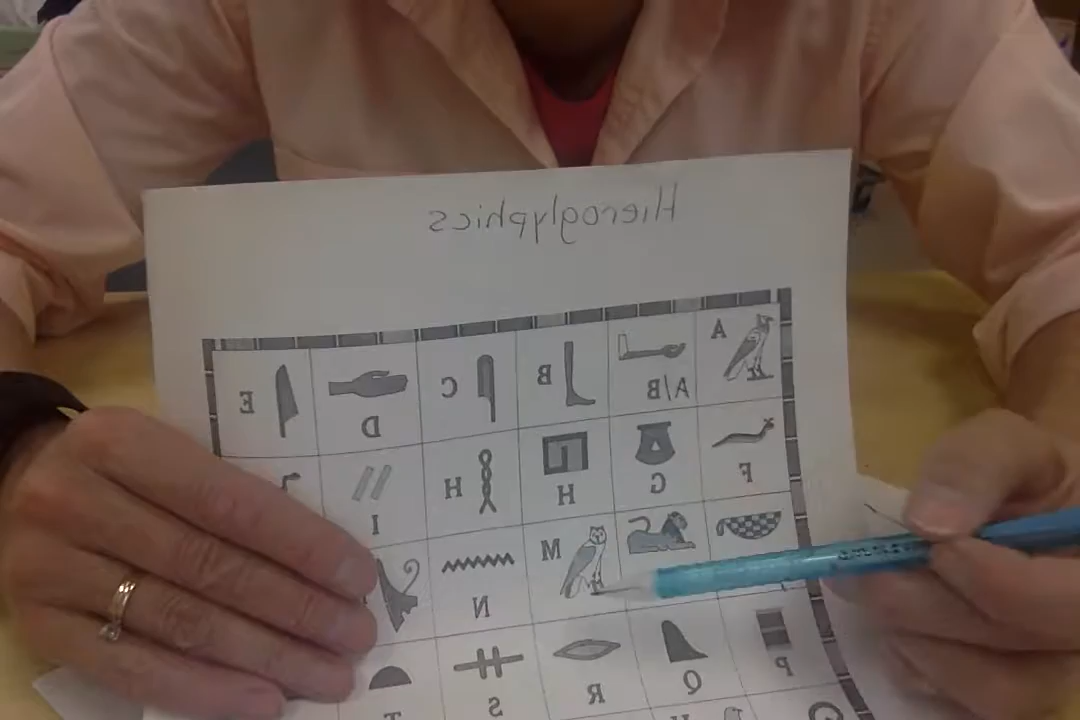 Hieroglyphics
A A/B B C D E
F G H H I
M N
P Q R S T